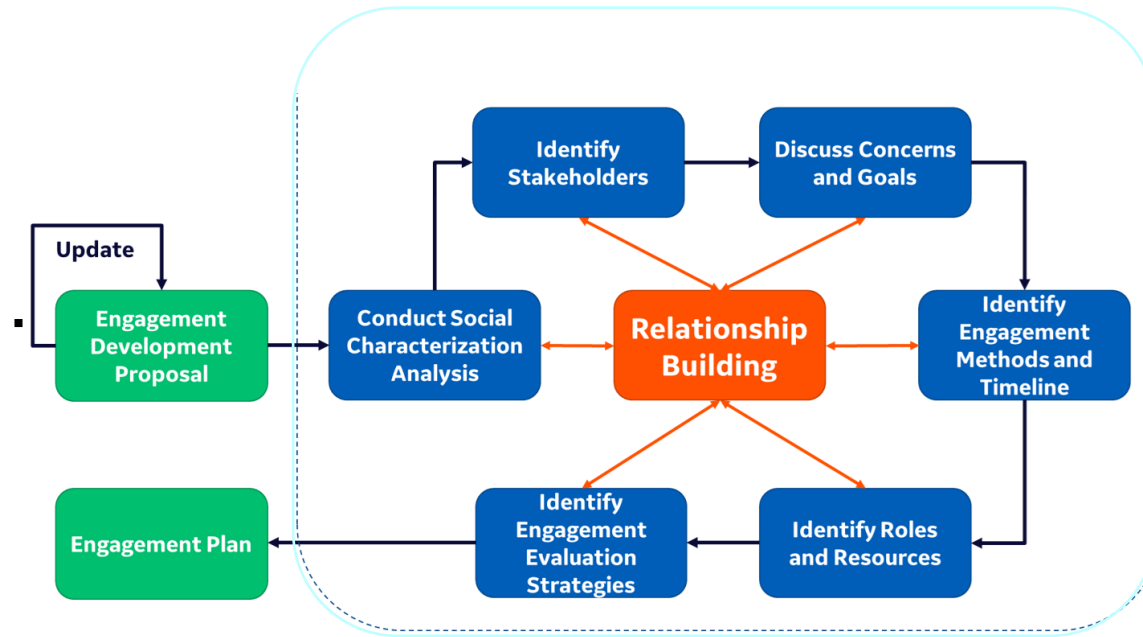 Identify
Stakeholders
Discuss Concerns
and Goals
Update
Engagement
Development
Proposal
Conduct Social
Characterization
Analysis
Relationship
Building
Identify
Engagement
Methods and
Timeline
Engagement Plan
Identify
Engagement
Evaluation
Strategies
Identify Roles
and Resources